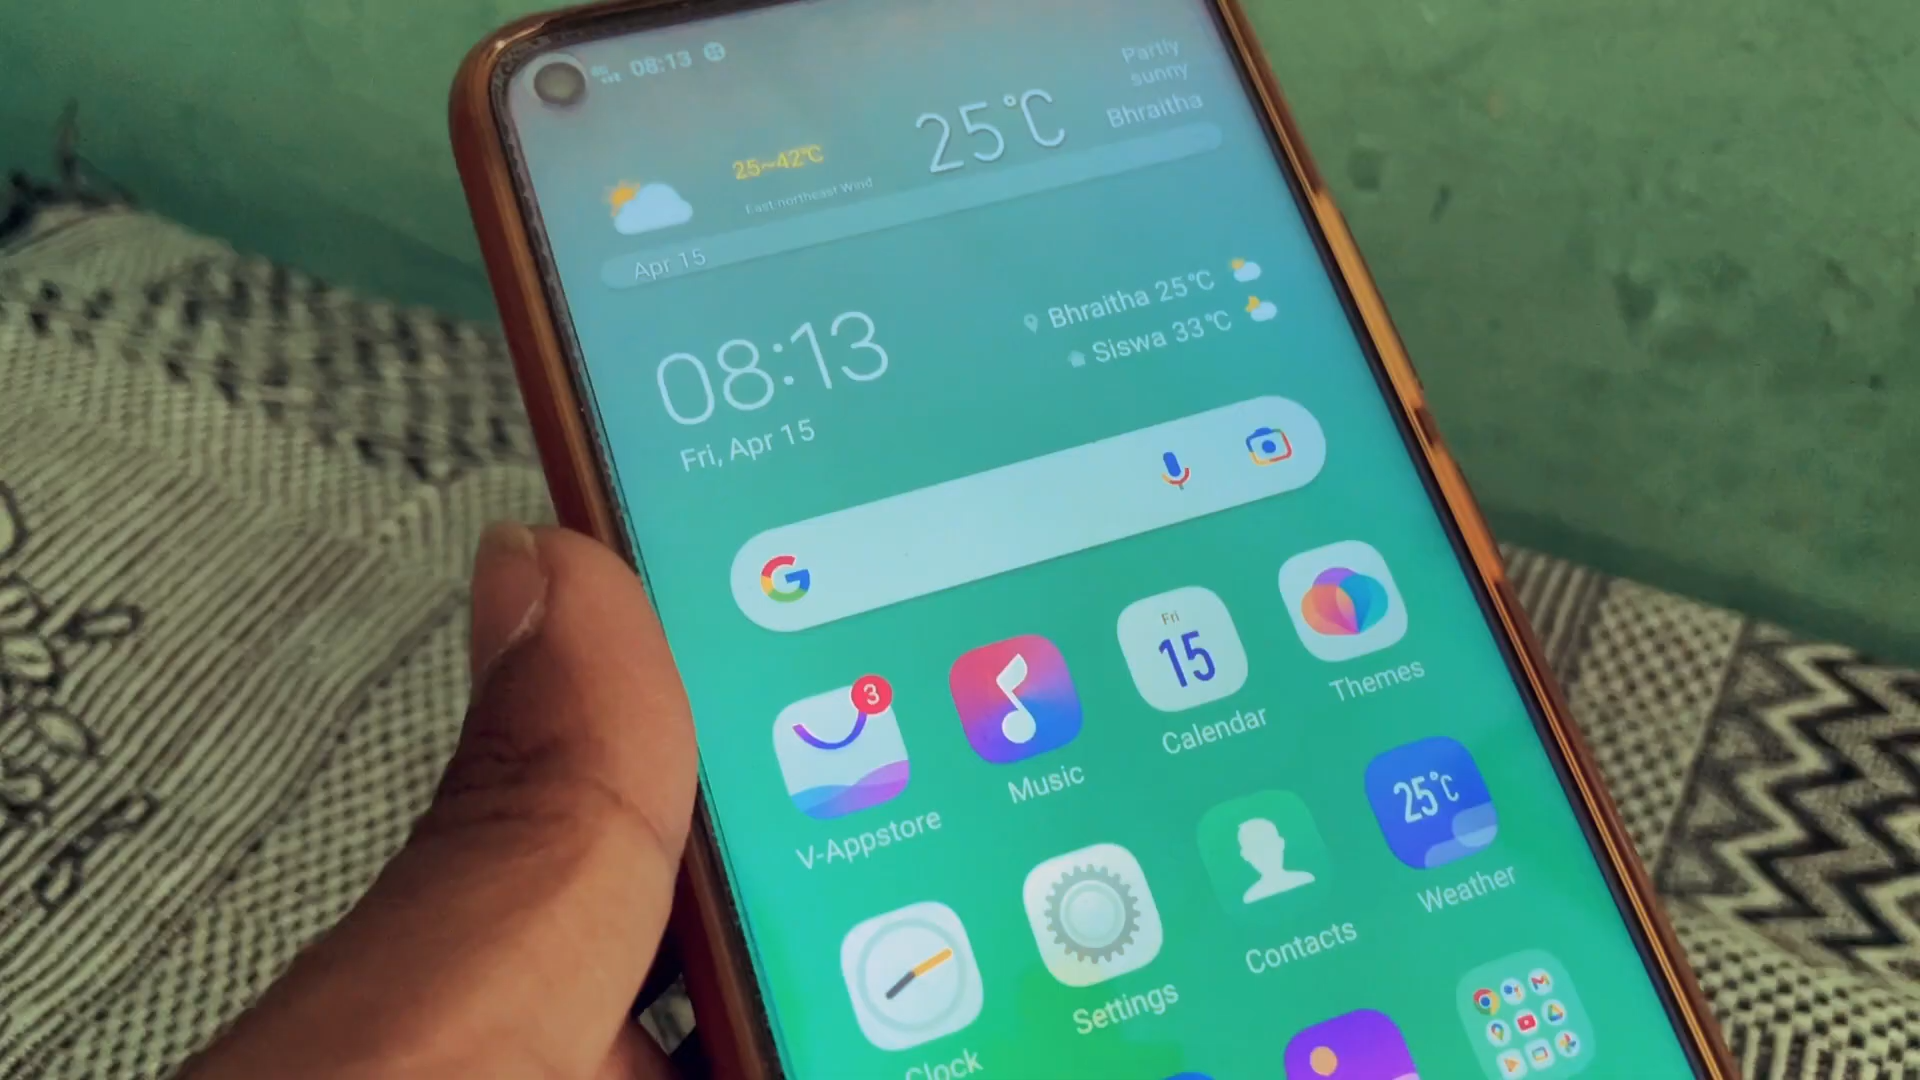 08:13
Partly
sunny
25~42℃
25℃
Bhraitha
East northeast Wind
Apr 15
08:13
Bhraitha 25℃
Siswa 33℃
Fri, Apr 15
G
3
Fri
15
V-Appstore
Music
Calendar
Themes
25℃
Clock
Settings
Contacts
Weather